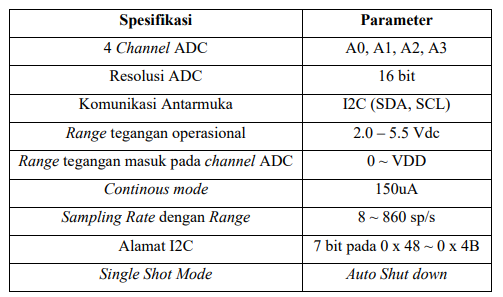 Spesifikasi Parameter
4 Channel ADC A0, A1, A2, A3
Resolusi ADC 16 bit
Komunikasi Antarmuka I2C (SDA, SCL)
Range tegangan operasional 2.0 – 5.5 Vdc
Range tegangan masuk pada channel ADC 0 ~ VDD
Continous mode 150uA
Sampling Rate dengan Range 8 ~ 860 sp/s
Alamat I2C 7 bit pada 0 x 48 ~ 0 x 4B
Single Shot Mode Auto Shut down